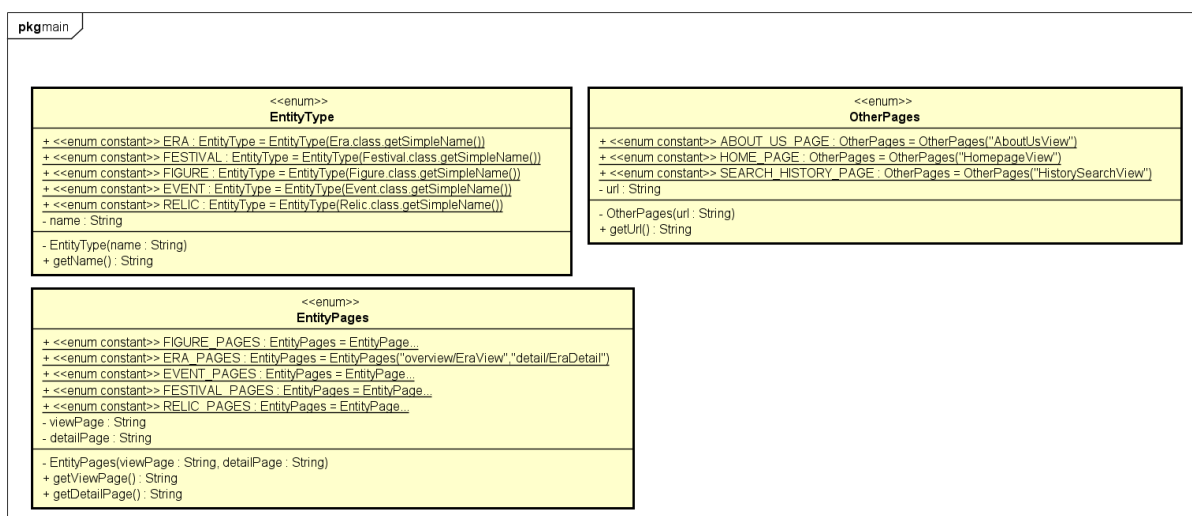 pkg main
<<enum>>
EntityType
+ <<enum constant>> ERA : EntityType = EntityType(Era.class.getSimpleName())
+ <<enum constant>> FESTIVAL : EntityType = EntityType(Festival.class.getSimpleName())
+ <<enum constant>> FIGURE : EntityType = EntityType(Figure.class.getSimpleName())
+ <<enum constant>> EVENT : EntityType = EntityType(Event.class.getSimpleName())
+ <<enum constant>> RELIC : EntityType = EntityType(Relic.class.getSimpleName())
- name : String
- EntityType(name : String)
+ getName() : String
<<enum>>
OtherPages
+ <<enum constant>> ABOUT_US_PAGE : OtherPages = OtherPages("AboutUsView")
+ <<enum constant>> HOME_PAGE : OtherPages = OtherPages("HomepageView")
+ <<enum constant>> SEARCH_HISTORY_PAGE : OtherPages = OtherPages("HistorySearchView")
- url : String
- OtherPages(url : String)
+ getUrl() : String
<<enum>>
EntityPages
+ <<enum constant>> FIGURE_PAGES : EntityPages = EntityPage...
+ <<enum constant>> ERA_PAGES : EntityPages = EntityPages("overview/EraView","detail/EraDetail")
+ <<enum constant>> EVENT_PAGES : EntityPages = EntityPage...
+ <<enum constant>> FESTIVAL_PAGES : EntityPages = EntityPage...
+ <<enum constant>> RELIC_PAGES : EntityPages = EntityPage...
- viewPage : String
- detailPage : String
- EntityPages(viewPage : String, detailPage : String)
+ getViewPage() : String
+ getDetailPage() : String